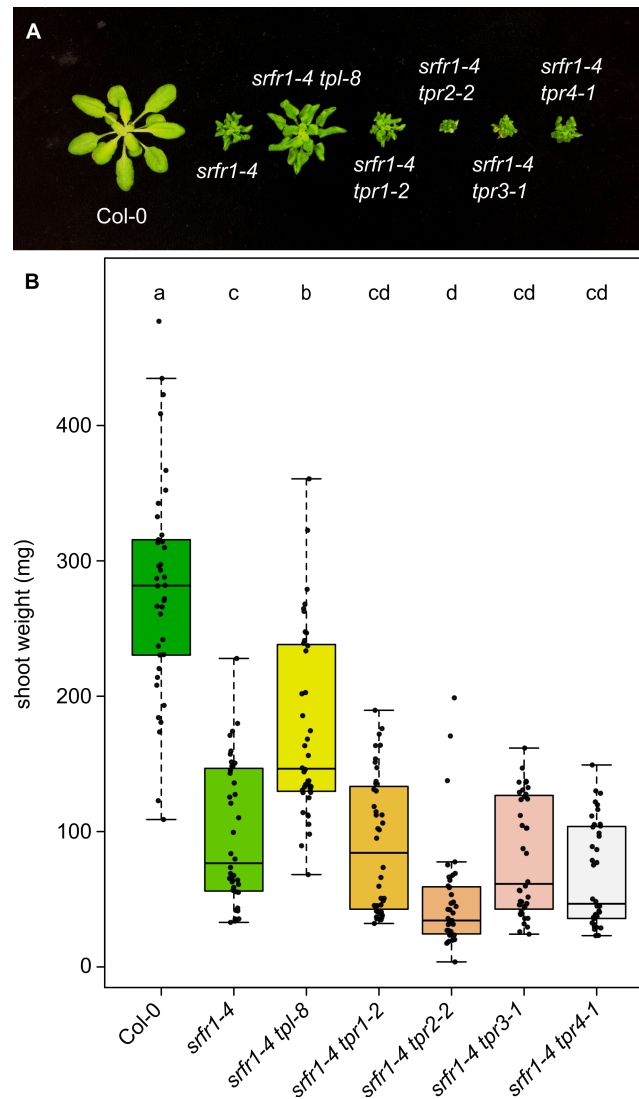 A
srfr1-4 tpl-8
srfr1-4
tpr2-2
srfr1-4
tpr4-1
srfr1-4
srfr1-4
tpr1-2
srfr1-4
tpr3-1
Col-0
B
a c b cd d cd cd
400
300
200
100
0
shoot weight (mg)
Col-0
srfr1-4
srfr1-4 tpl-8
srfr1-4 tpr1-2
srfr1-4 tpr2-2
srfr1-4 tpr3-1
srfr1-4 tpr4-1